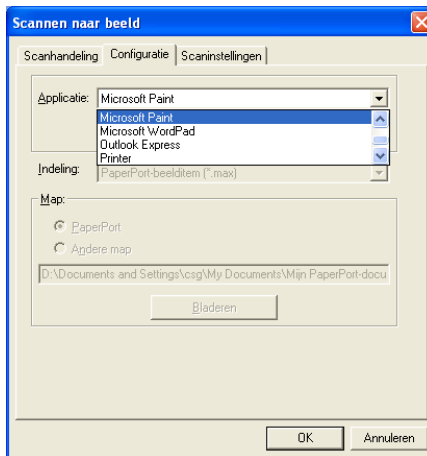 Scannen naar beeld
Scanhandeling Configuratie Scaninstellingen
Applicatie: Microsoft Paint
Microsoft Paint
Microsoft WordPad
Outlook Express
Printer
Indeling: PaperPort-beelditem (*.max)
Map:
PaperPort
Andere map
D:\Documents and Settings\csg\My Documents\Mijn PaperPort-docu
Bladeren
OK Annuleren